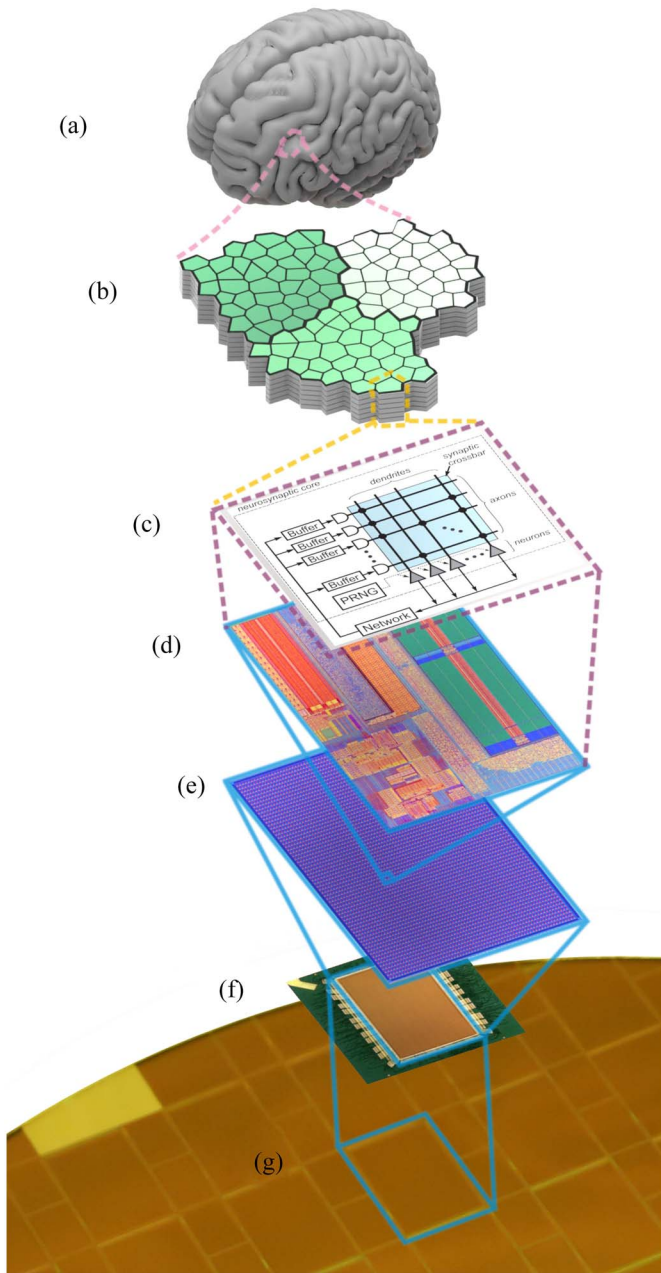 (a)
(b)
(c)
neurosynaptic core
dendrites
synaptic
crossbar
axons
neurons
Buffer
Buffer
Buffer
Buffer
PRNG
Network
(d)
(e)
(f)
(g)